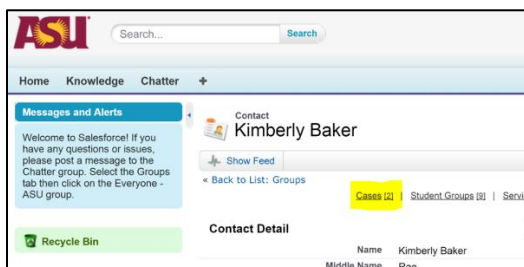 ASU
Search...
Search
Home Knowledge Chatter +
Messages and Alerts
Welcome to Salesforce! If you
have any questions or issues,
please post a message to the
Chatter group. Select the Groups
tab then click on the Everyone -
ASU group.
Recycle Bin
Contact
Kimberly Baker
Show Feed
« Back to List: Groups
Cases [2] | Student Groups [9] | Servi
Contact Detail
Name Kimberly Baker
Middle Name Rae